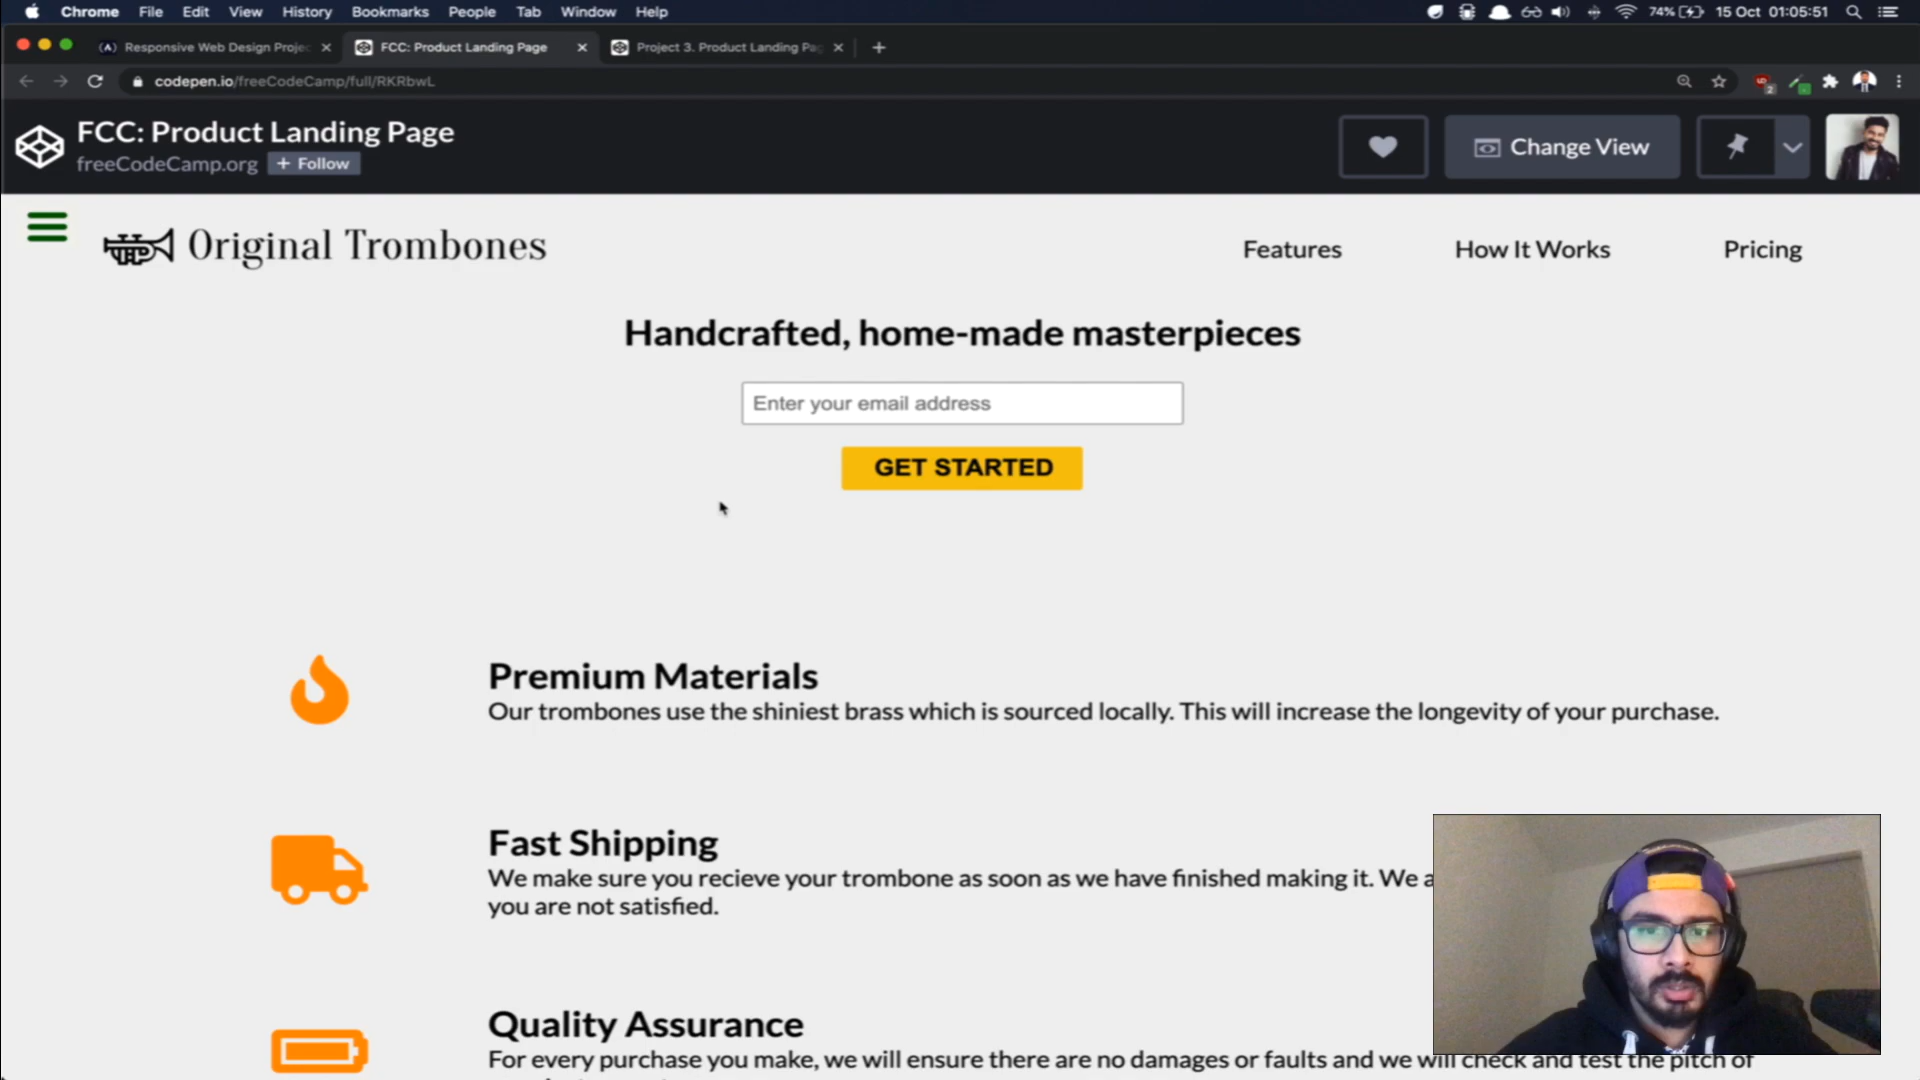 Chrome File Edit View History Bookmarks People Tab Window Help 74% 15 Oct 01:05:51
Responsive Web Design Proje FCC: Product Landing Page Project 3. Product Landing Pag
codepen.io/freeCodeCamp/full/RKRbwL
FCC: Product Landing Page
freeCodeCamp.org + Follow
Change View
Original Trombones
Features How It Works Pricing
Handcrafted, home-made masterpieces
Enter your email address
GET STARTED
Premium Materials
Our trombones use the shiniest brass which is sourced locally. This will increase the longevity of your purchase.
Fast Shipping
We make sure you recieve your trombone as soon as we have finished making it. We a
you are not satisfied.
Quality Assurance
For every purchase you make, we will ensure there are no damages or faults and we will check and test the pitch of